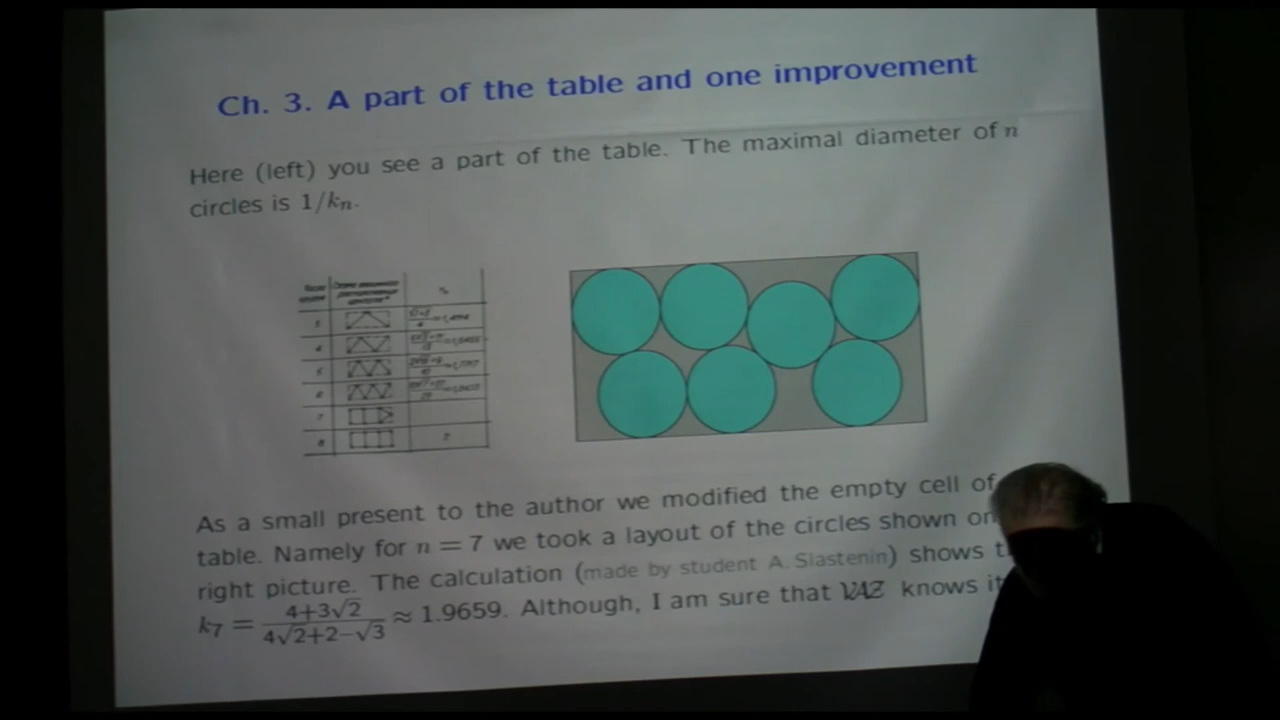 Ch. 3. A part of the table and one improvement
Here (left) you see a part of the table. The maximal diameter of n
circles is 1/kₙ.
As a small present to the author we modified the empty cell of
table. Namely for n = 7 we took a layout of the circles shown on
right picture. The calculation (made by student A. Slastenin) shows
k₇ = (4+3√2)/(4√2+2−√3) ≈ 1.9659. Although, I am sure that VAZ knows it